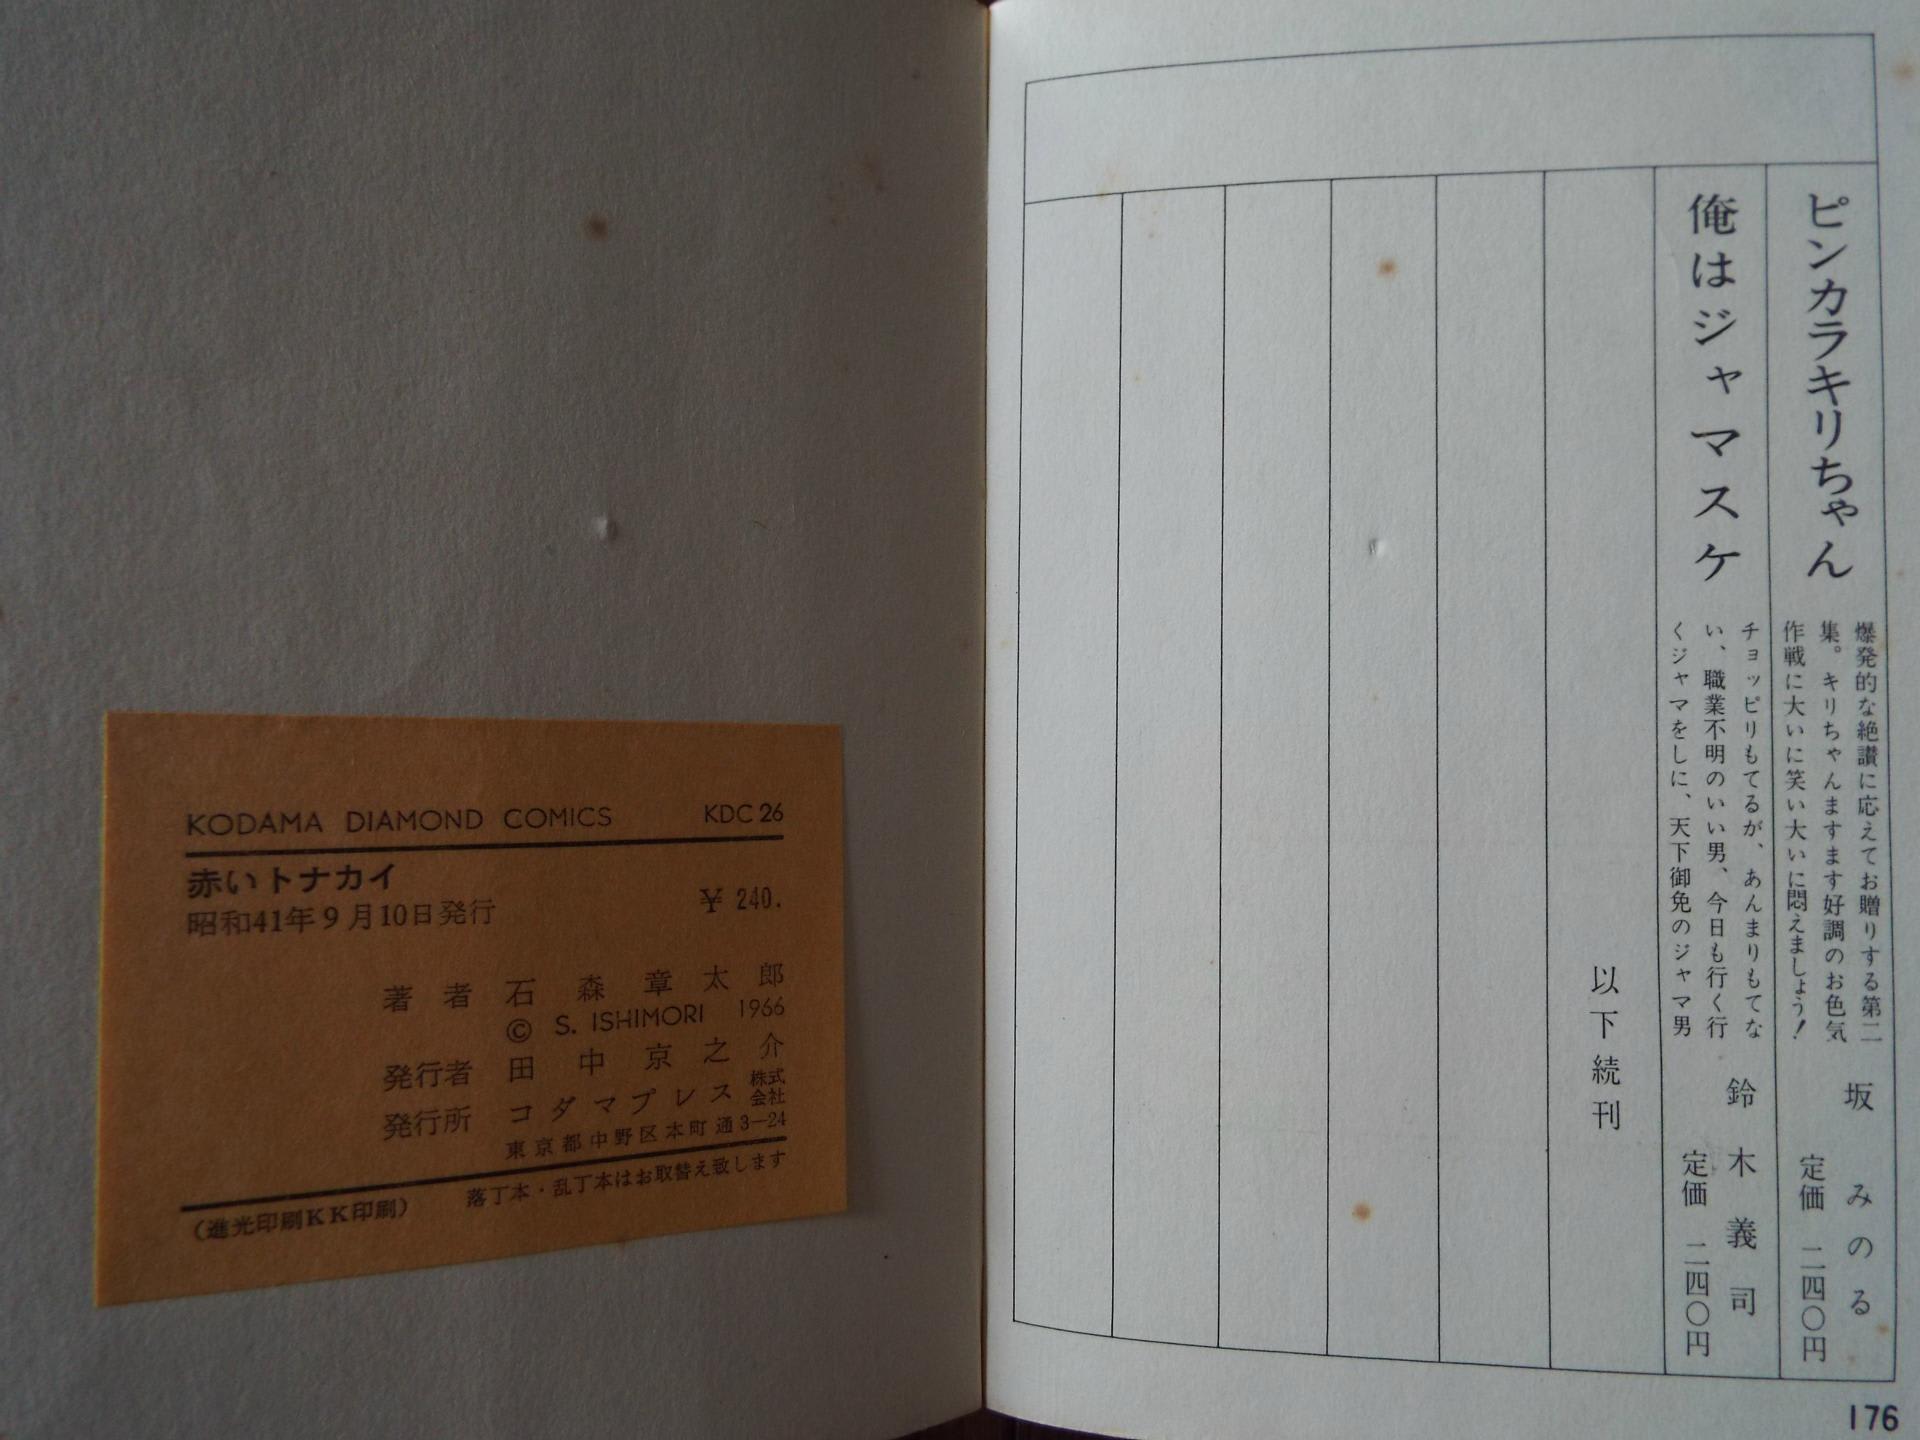 ピンカラキリちゃん
爆発的な絶讃に応えてお贈りする第二
集。キリちゃんますます好調のお色気
作戦に大いに笑い大いに悶えましょう！
坂みのる
定価 二四〇円
俺はジャマスケ
チョッピリもてるが、あんまりもてな
い、職業不明のいい男、今日も行く行
くジャマをしに、天下御免のジャマ男
鈴木義司
定価 二四〇円
以下続刊
176
KODAMA DIAMOND COMICS KDC 26
赤いトナカイ
昭和41年9月10日発行 ¥240.
著者 石森章太郎
© S. ISHIMORI 1966
発行者 田中京之介
発行所 コダマプレス株式会社
東京都中野区本町通3—24
落丁本・乱丁本はお取替え致します
（進光印刷KK印刷）